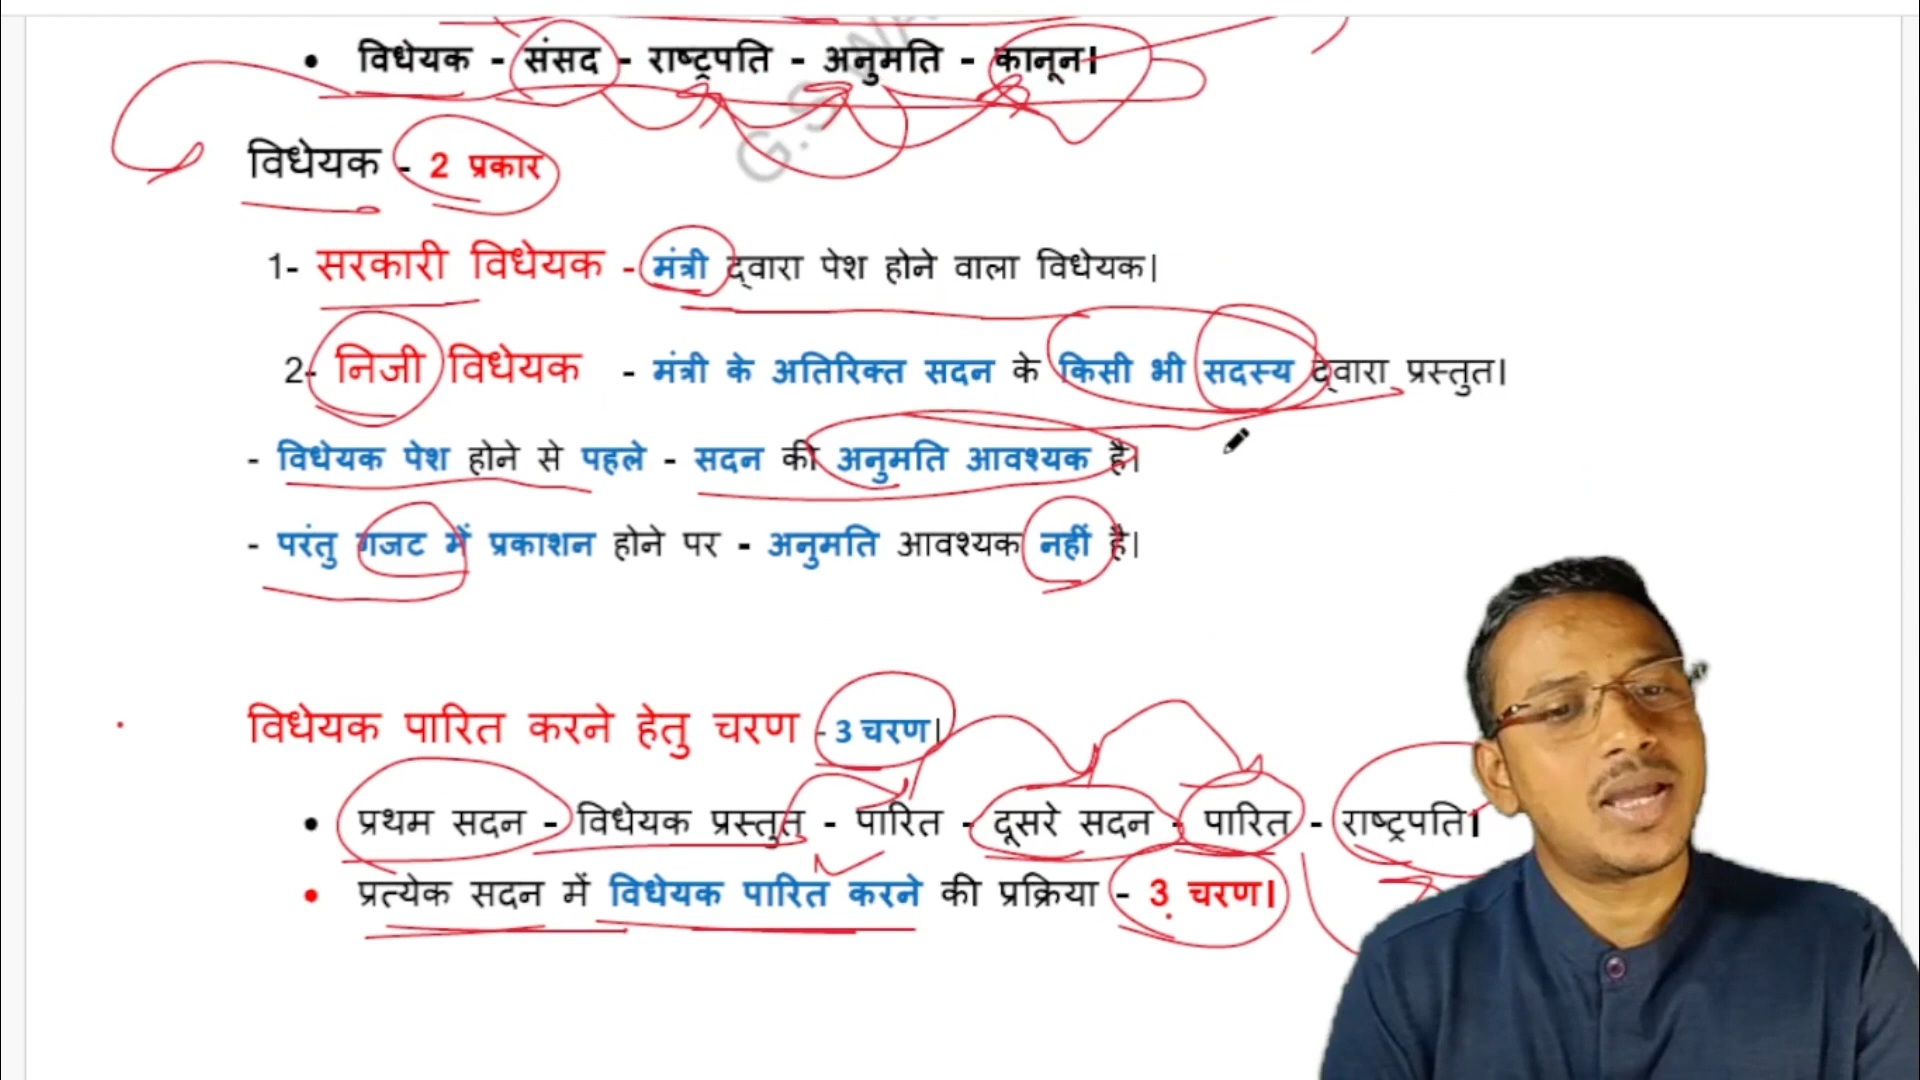 • विधेयक - संसद - राष्ट्रपति - अनुमति - कानून।
विधेयक - 2 प्रकार
1- सरकारी विधेयक - मंत्री द्वारा पेश होने वाला विधेयक।
2- निजी विधेयक - मंत्री के अतिरिक्त सदन के किसी भी सदस्य द्वारा प्रस्तुत।
- विधेयक पेश होने से पहले - सदन की अनुमति आवश्यक है।
- परंतु गजट में प्रकाशन होने पर - अनुमति आवश्यक नहीं है।
विधेयक पारित करने हेतु चरण - 3 चरण।
• प्रथम सदन - विधेयक प्रस्तुत - पारित - दूसरे सदन - पारित - राष्ट्रपति।
• प्रत्येक सदन में विधेयक पारित करने की प्रक्रिया - 3 चरण।